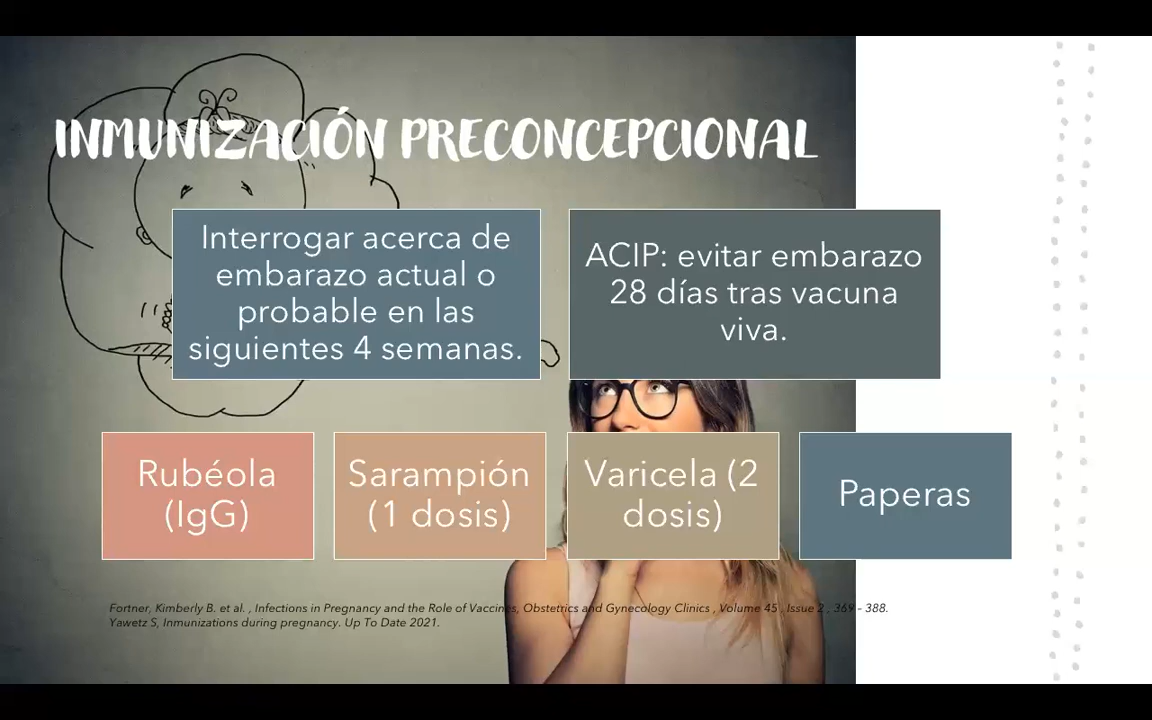 INMUNIZACIÓN PRECONCEPCIONAL
Interrogar acerca de
embarazo actual o
probable en las
siguientes 4 semanas.
ACIP: evitar embarazo
28 días tras vacuna
viva.
Rubéola
(IgG)
Sarampión
(1 dosis)
Varicela (2
dosis)
Paperas
Fortner, Kimberly B. et al. , Infections in Pregnancy and the Role of Vaccines, Obstetrics and Gynecology Clinics , Volume 45 , Issue 2 , 369 – 388.
Yawetz S, Inmunizations during pregnancy. Up To Date 2021.